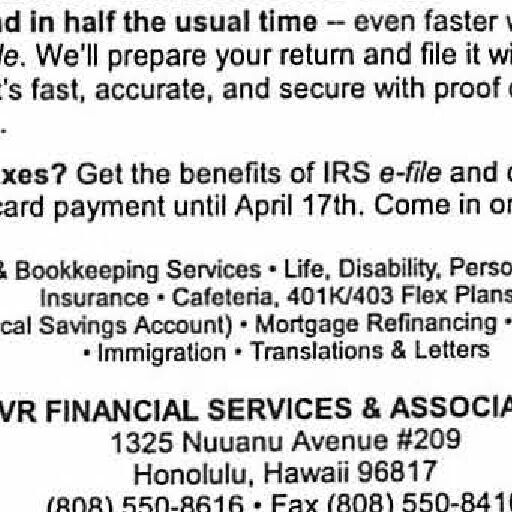 d in half the usual time -- even faster
le. We'll prepare your return and file it wi
t's fast, accurate, and secure with proof
.
xes? Get the benefits of IRS e-file and
card payment until April 17th. Come in or
& Bookkeeping Services • Life, Disability, Perso
Insurance • Cafeteria, 401K/403 Flex Plans
cal Savings Account) • Mortgage Refinancing •
• Immigration • Translations & Letters
VR FINANCIAL SERVICES & ASSOCIA
1325 Nuuanu Avenue #209
Honolulu, Hawaii 96817
(808) 550-8616 • Fax (808) 550-841